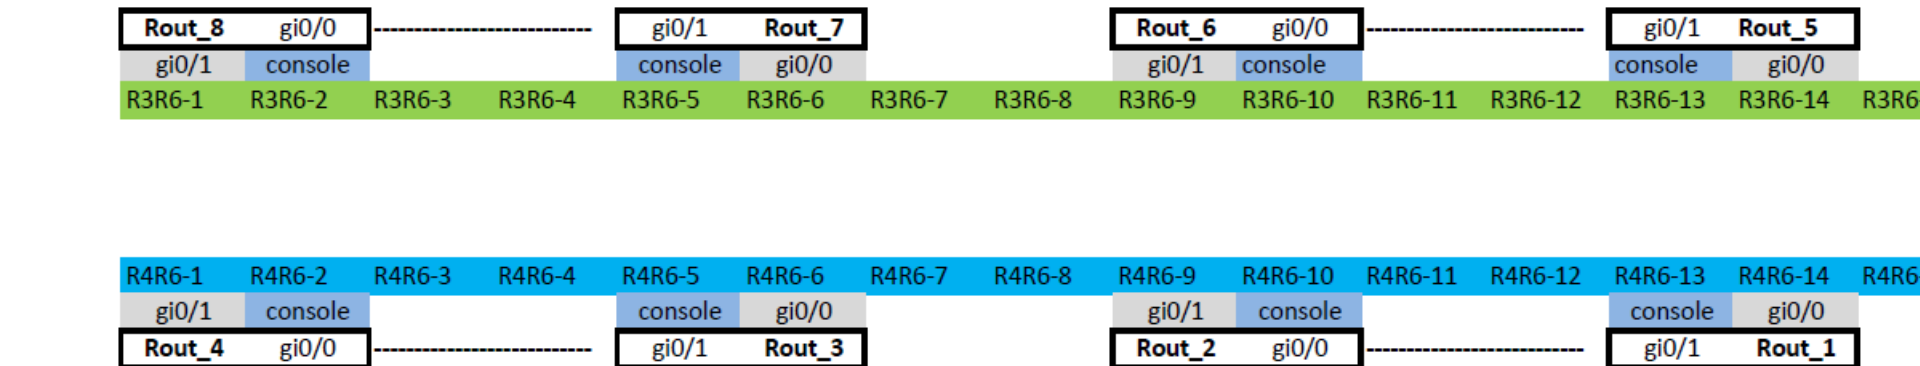 Rout_8 gi0/0 -------------------------- gi0/1 Rout_7 Rout_6 gi0/0 -------------------------- gi0/1 Rout_5
gi0/1 console console gi0/0 gi0/1 console console gi0/0
R3R6-1 R3R6-2 R3R6-3 R3R6-4 R3R6-5 R3R6-6 R3R6-7 R3R6-8 R3R6-9 R3R6-10 R3R6-11 R3R6-12 R3R6-13 R3R6-14 R3R6-
R4R6-1 R4R6-2 R4R6-3 R4R6-4 R4R6-5 R4R6-6 R4R6-7 R4R6-8 R4R6-9 R4R6-10 R4R6-11 R4R6-12 R4R6-13 R4R6-14 R4R6-
gi0/1 console console gi0/0 gi0/1 console console gi0/0
Rout_4 gi0/0 -------------------------- gi0/1 Rout_3 Rout_2 gi0/0 -------------------------- gi0/1 Rout_1